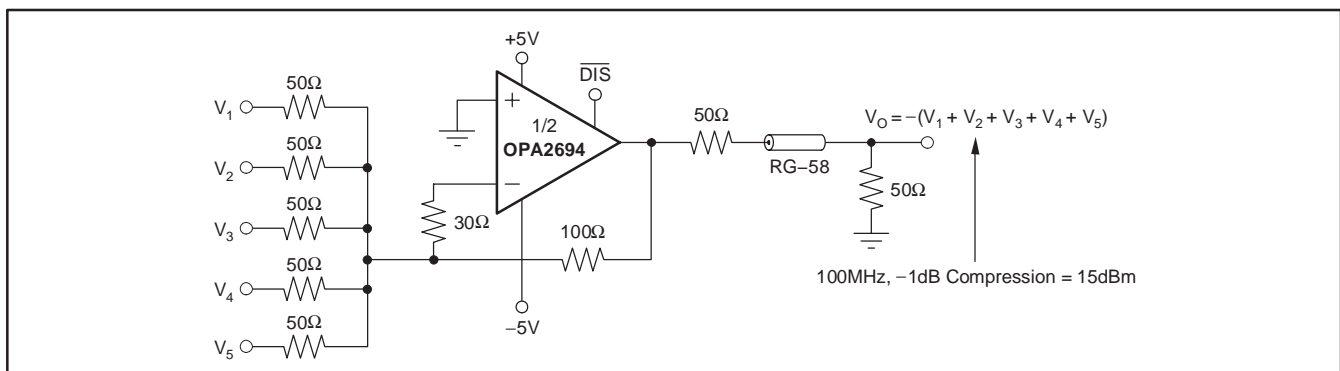 +5V
DIS
50Ω
V1
50Ω
V2
50Ω
V3
50Ω
V4
50Ω
V5
+
1/2
OPA2694
−
30Ω
100Ω
−5V
50Ω
RG−58
VO = −(V1 + V2 + V3 + V4 + V5)
50Ω
100MHz, −1dB Compression = 15dBm